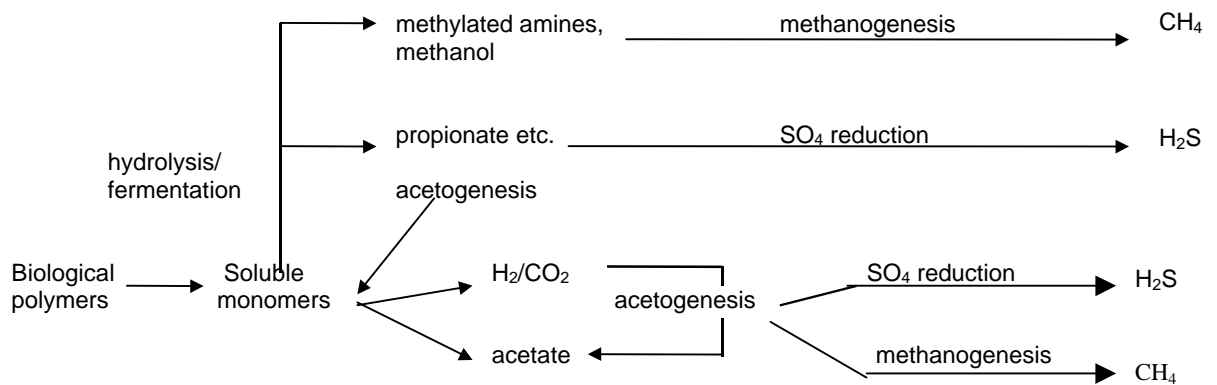 methylated amines,
methanol
methanogenesis
CH₄
propionate etc.
SO₄ reduction
H₂S
hydrolysis/
fermentation
acetogenesis
Biological
polymers
Soluble
monomers
H₂/CO₂
acetogenesis
SO₄ reduction
H₂S
acetate
methanogenesis
CH₄